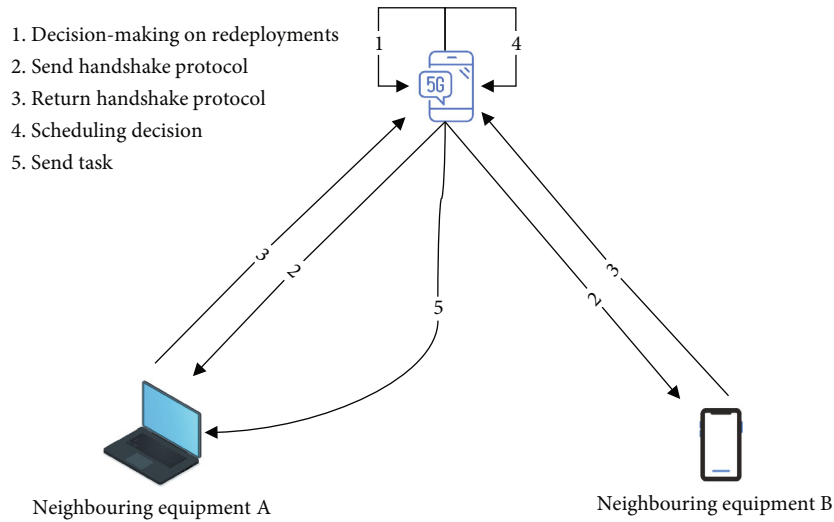 1. Decision-making on redeployments
2. Send handshake protocol
3. Return handshake protocol
4. Scheduling decision
5. Send task
1
4
5G
3
2
5
2
3
Neighbouring equipment A
Neighbouring equipment B